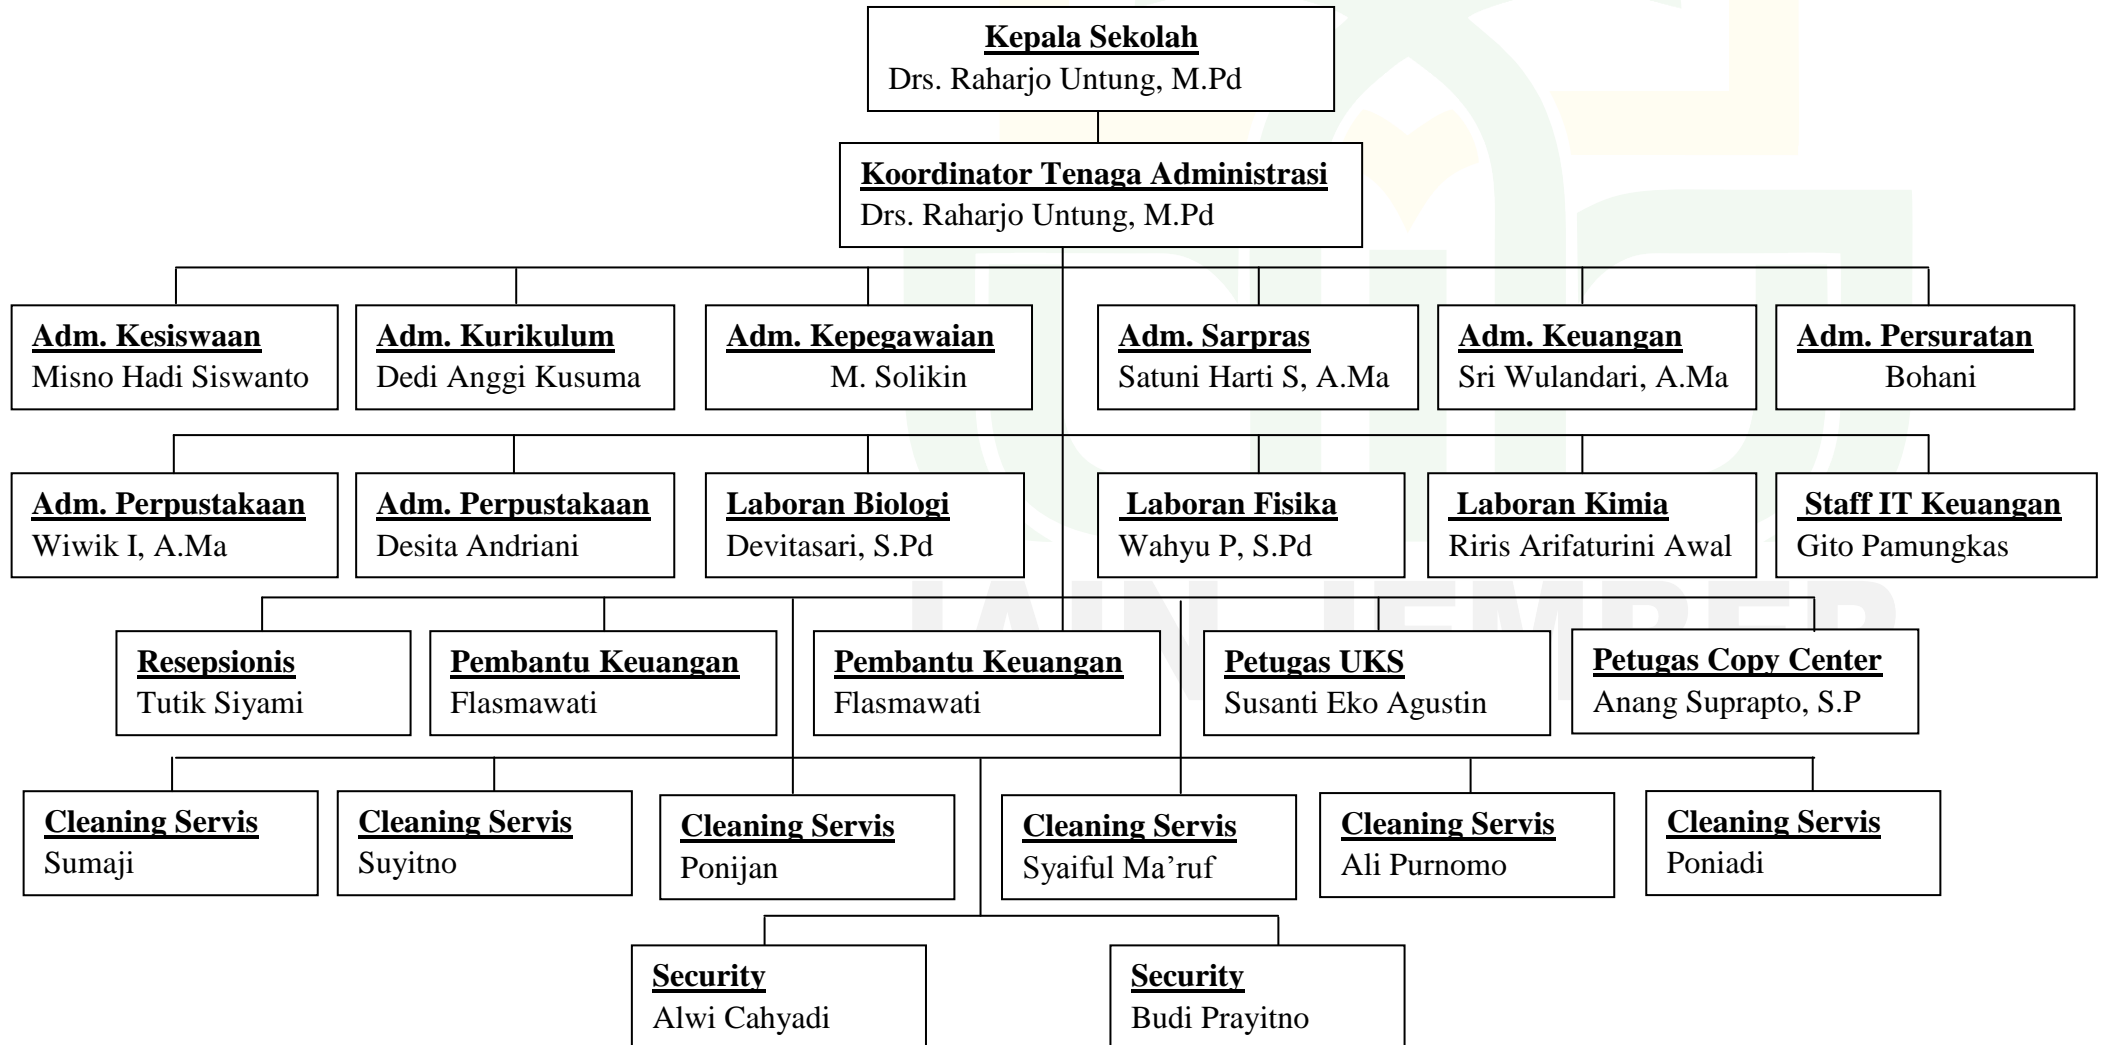 Kepala Sekolah
Drs. Raharjo Untung, M.Pd
Koordinator Tenaga Administrasi
Drs. Raharjo Untung, M.Pd
Adm. Kesiswaan
Misno Hadi Siswanto
Adm. Kurikulum
Dedi Anggi Kusuma
Adm. Kepegawaian
M. Solikin
Adm. Sarpras
Satuni Harti S, A.Ma
Adm. Keuangan
Sri Wulandari, A.Ma
Adm. Persuratan
Bohani
Adm. Perpustakaan
Wiwik I, A.Ma
Adm. Perpustakaan
Desita Andriani
Laboran Biologi
Devitasari, S.Pd
Laboran Fisika
Wahyu P, S.Pd
Laboran Kimia
Riris Arifaturini Awal
Staff IT Keuangan
Gito Pamungkas
IAIN JEMBER
Resepsionis
Tutik Siyami
Pembantu Keuangan
Flasmawati
Pembantu Keuangan
Flasmawati
Petugas UKS
Susanti Eko Agustin
Petugas Copy Center
Anang Suprapto, S.P
Cleaning Servis
Sumaji
Cleaning Servis
Suyitno
Cleaning Servis
Ponijan
Cleaning Servis
Syaiful Ma’ruf
Cleaning Servis
Ali Purnomo
Cleaning Servis
Poniadi
Security
Alwi Cahyadi
Security
Budi Prayitno